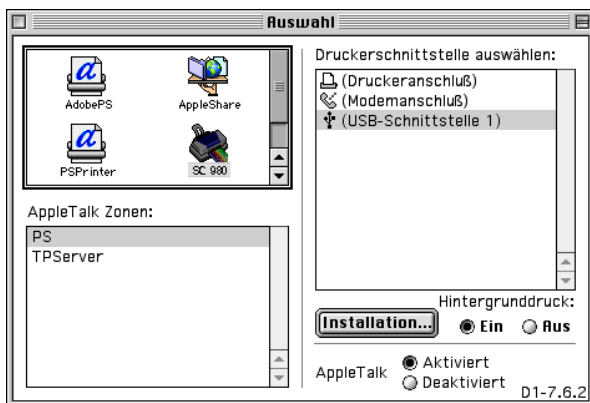 Auswahl
AdobePS
AppleShare
PSPrinter
SC 980
AppleTalk Zonen:
PS
TPServer
Druckerschnittstelle auswählen:
(Druckeranschluß)
(Modemanschluß)
(USB-Schnittstelle 1)
Hintergrunddruck:
Installation...
Ein
Aus
AppleTalk
Aktiviert
Deaktiviert
D1-7.6.2